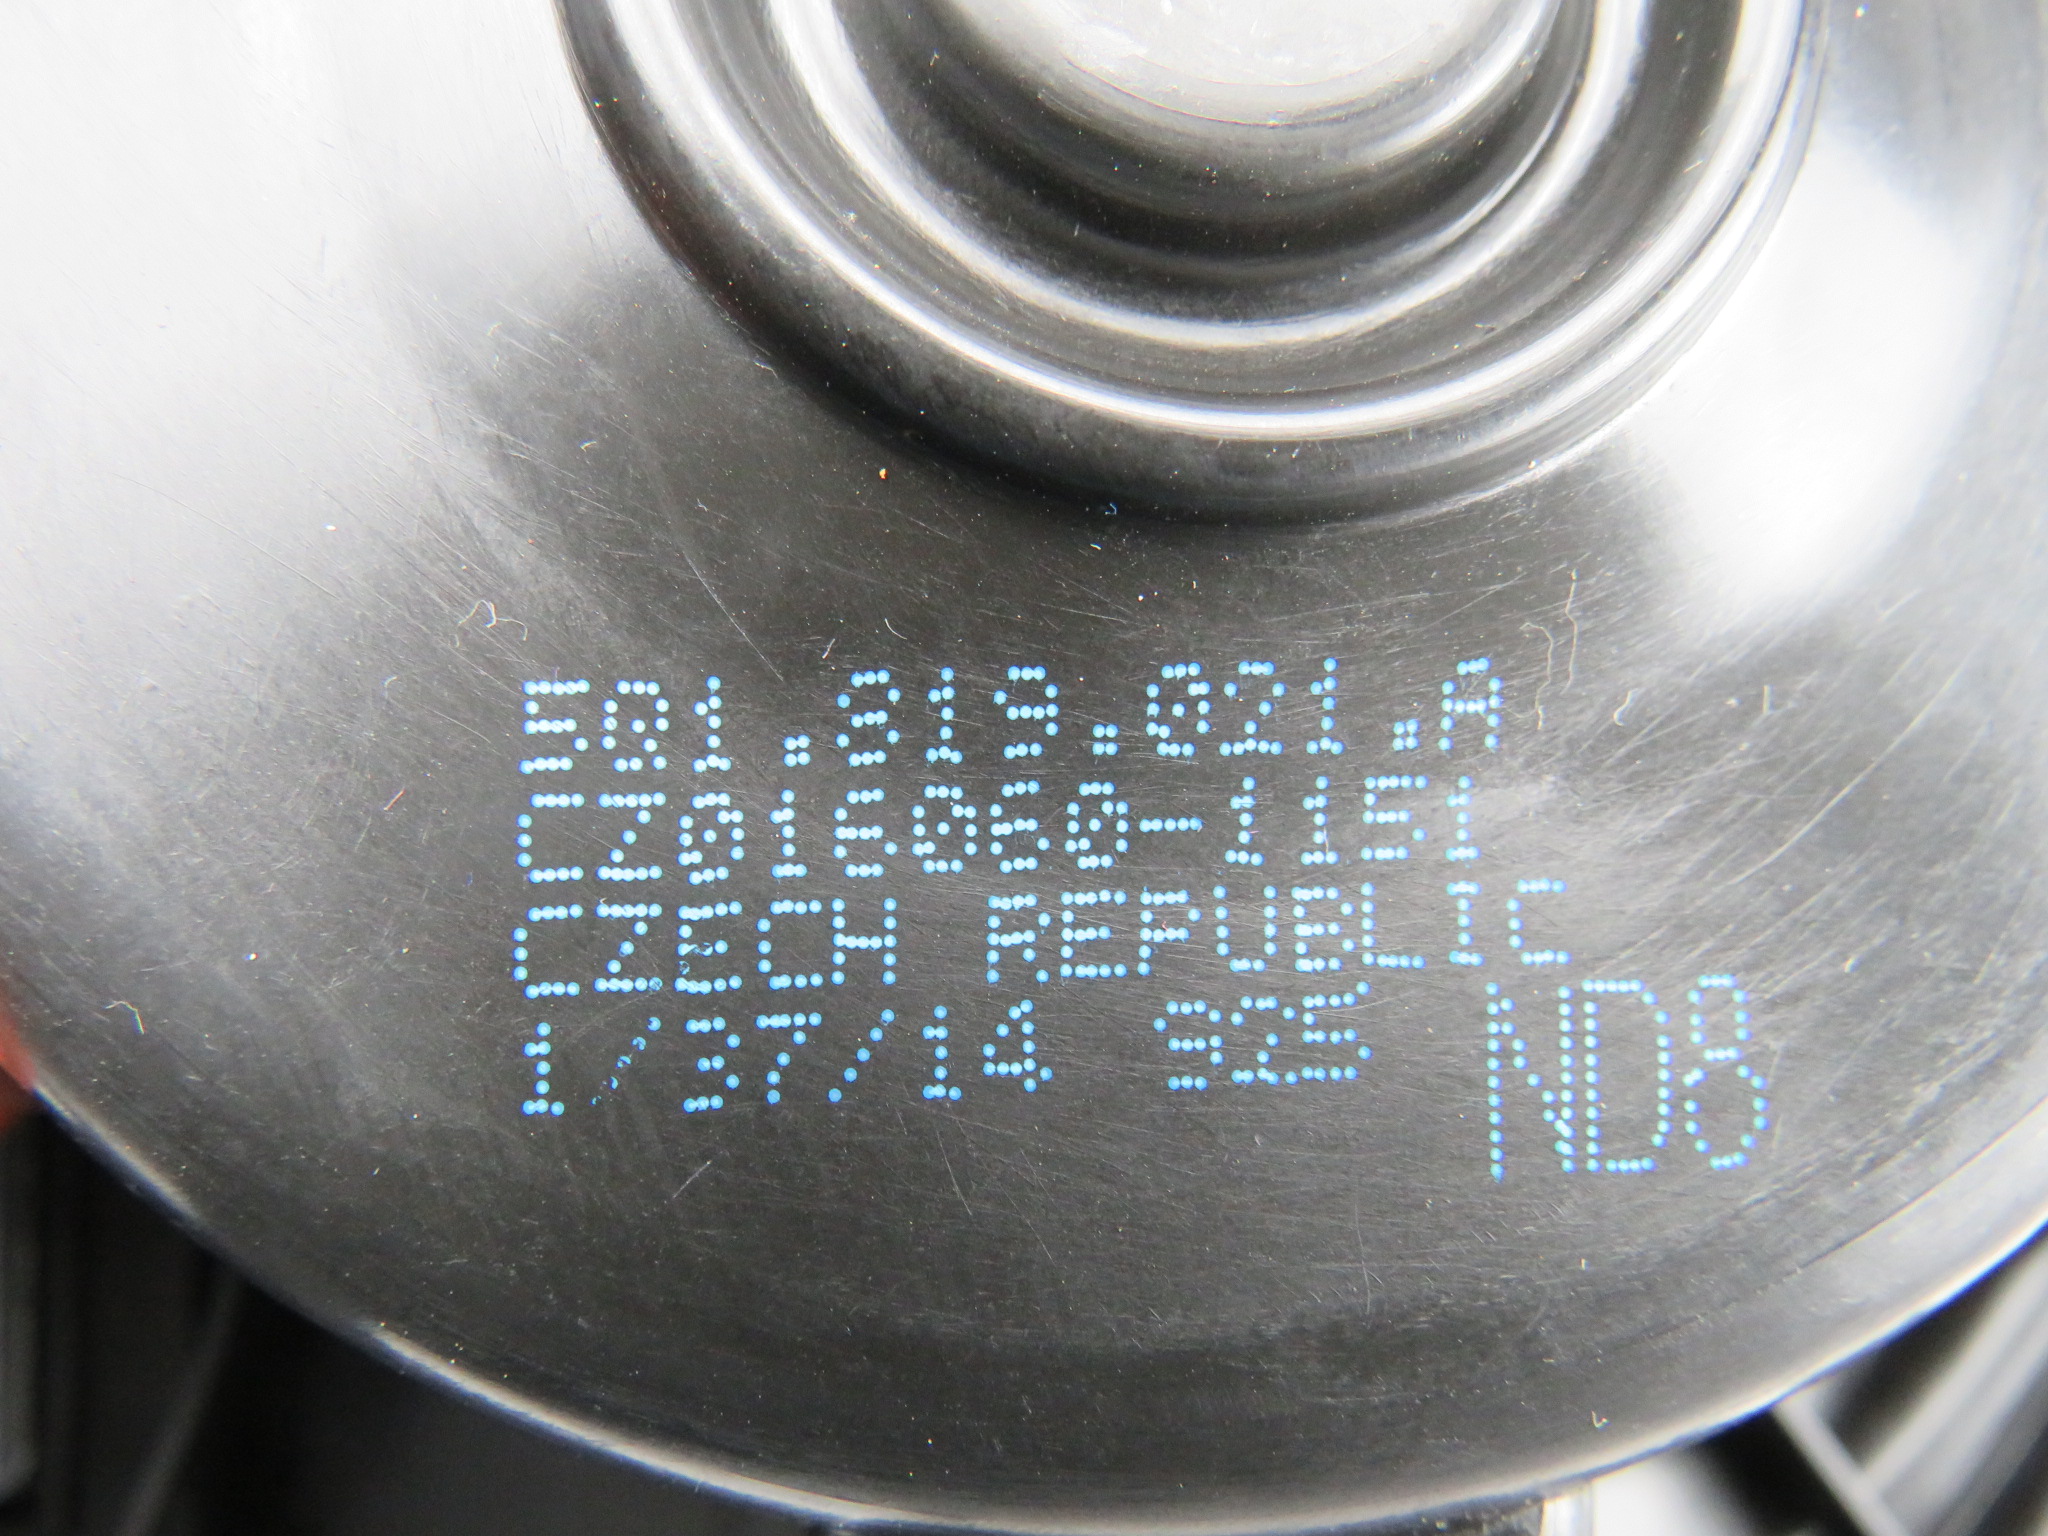 5Q1.819.021.A
CZ016060-1151
CZECH REPUBLIC
1/37/14 925 ND8